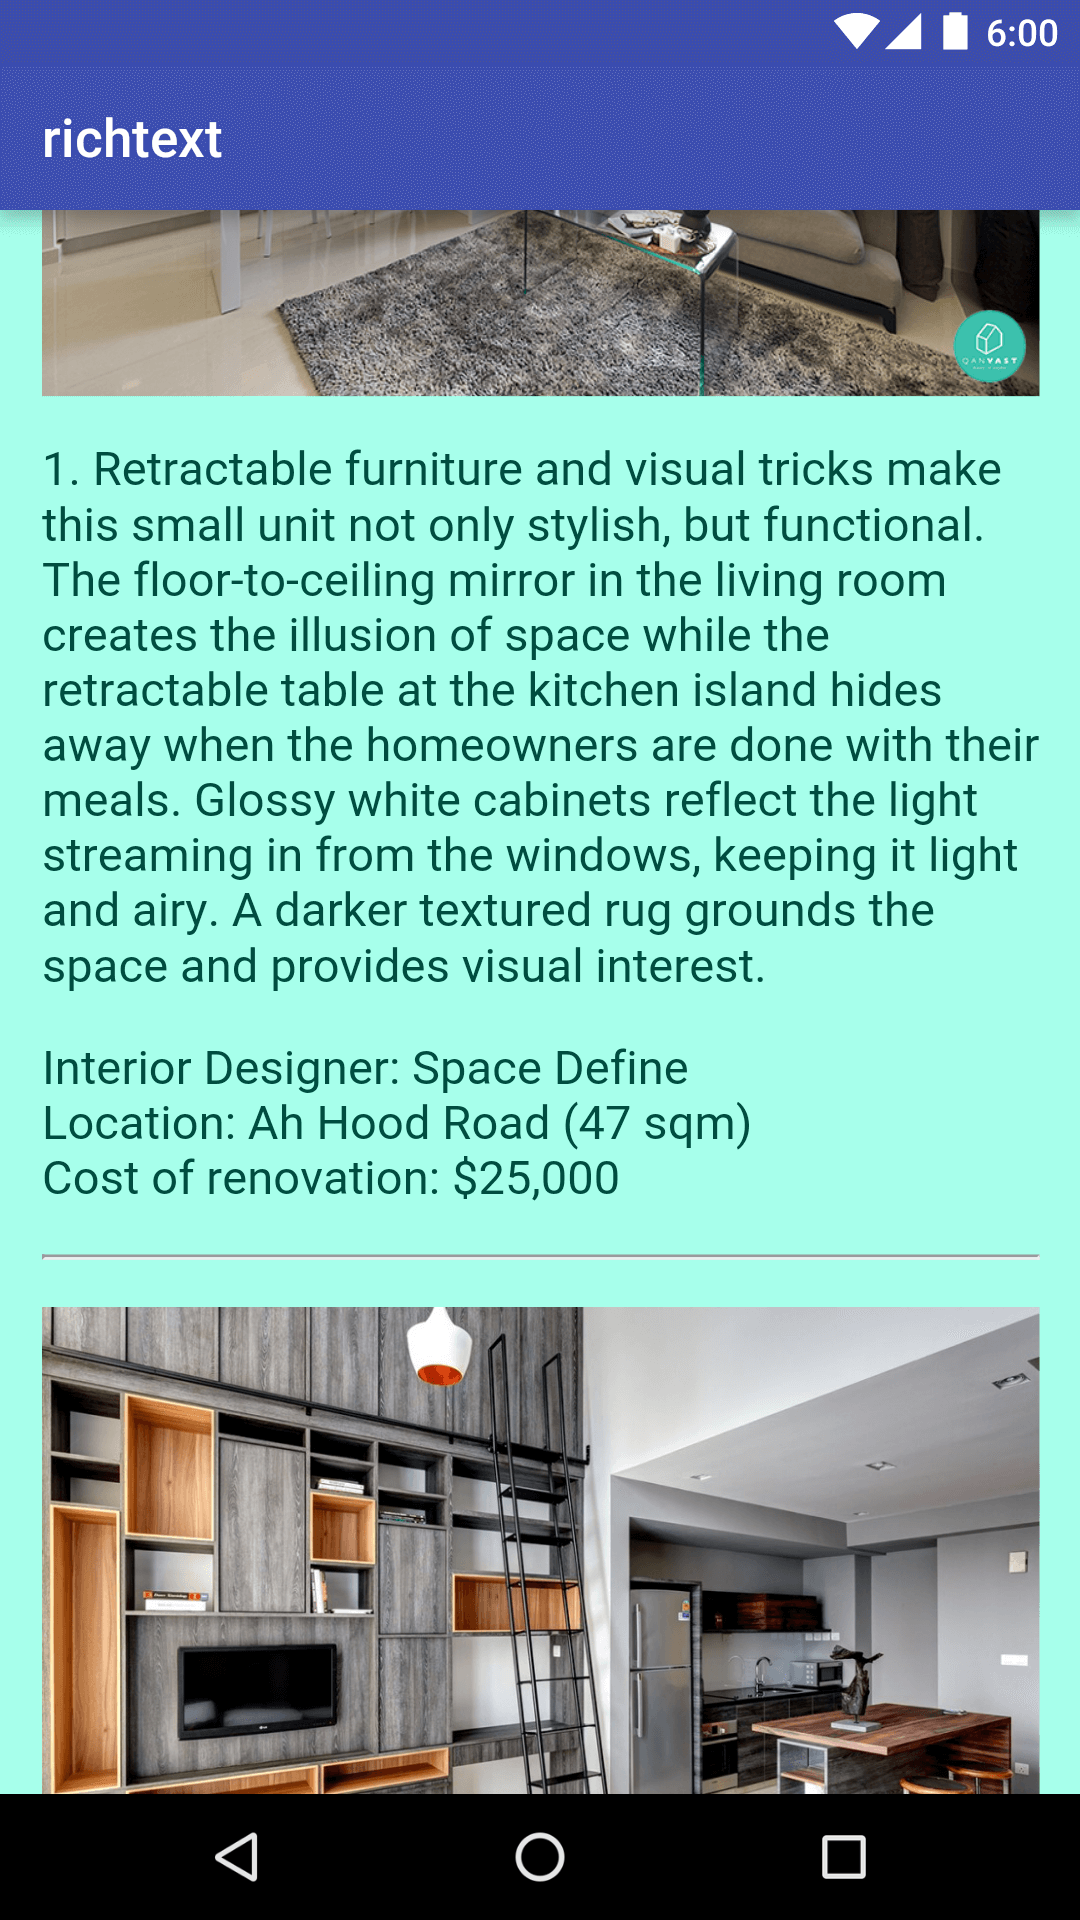 6:00
richtext
QANVAST
1. Retractable furniture and visual tricks make
this small unit not only stylish, but functional.
The floor-to-ceiling mirror in the living room
creates the illusion of space while the
retractable table at the kitchen island hides
away when the homeowners are done with their
meals. Glossy white cabinets reflect the light
streaming in from the windows, keeping it light
and airy. A darker textured rug grounds the
space and provides visual interest.
Interior Designer: Space Define
Location: Ah Hood Road (47 sqm)
Cost of renovation: $25,000